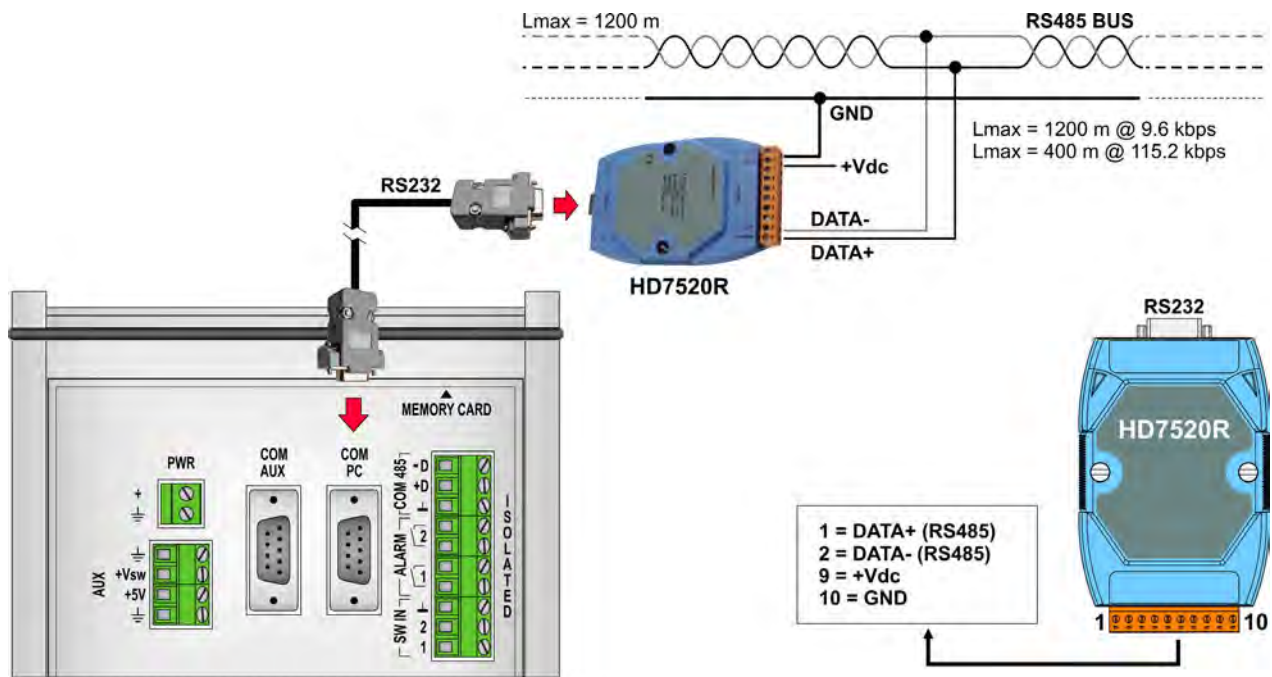 Lmax = 1200 m
RS485 BUS
GND
Lmax = 1200 m @ 9.6 kbps
Lmax = 400 m @ 115.2 kbps
+Vdc
RS232
DATA-
DATA+
HD7520R
RS232
HD7520R
MEMORY CARD
PWR
COM AUX
COM PC
+
AUX
+Vsw
+5V
COM 485
-D
+D
ALARM
2
1
SW IN
2
1
ISOLATED
1 = DATA+ (RS485)
2 = DATA- (RS485)
9 = +Vdc
10 = GND
1
10